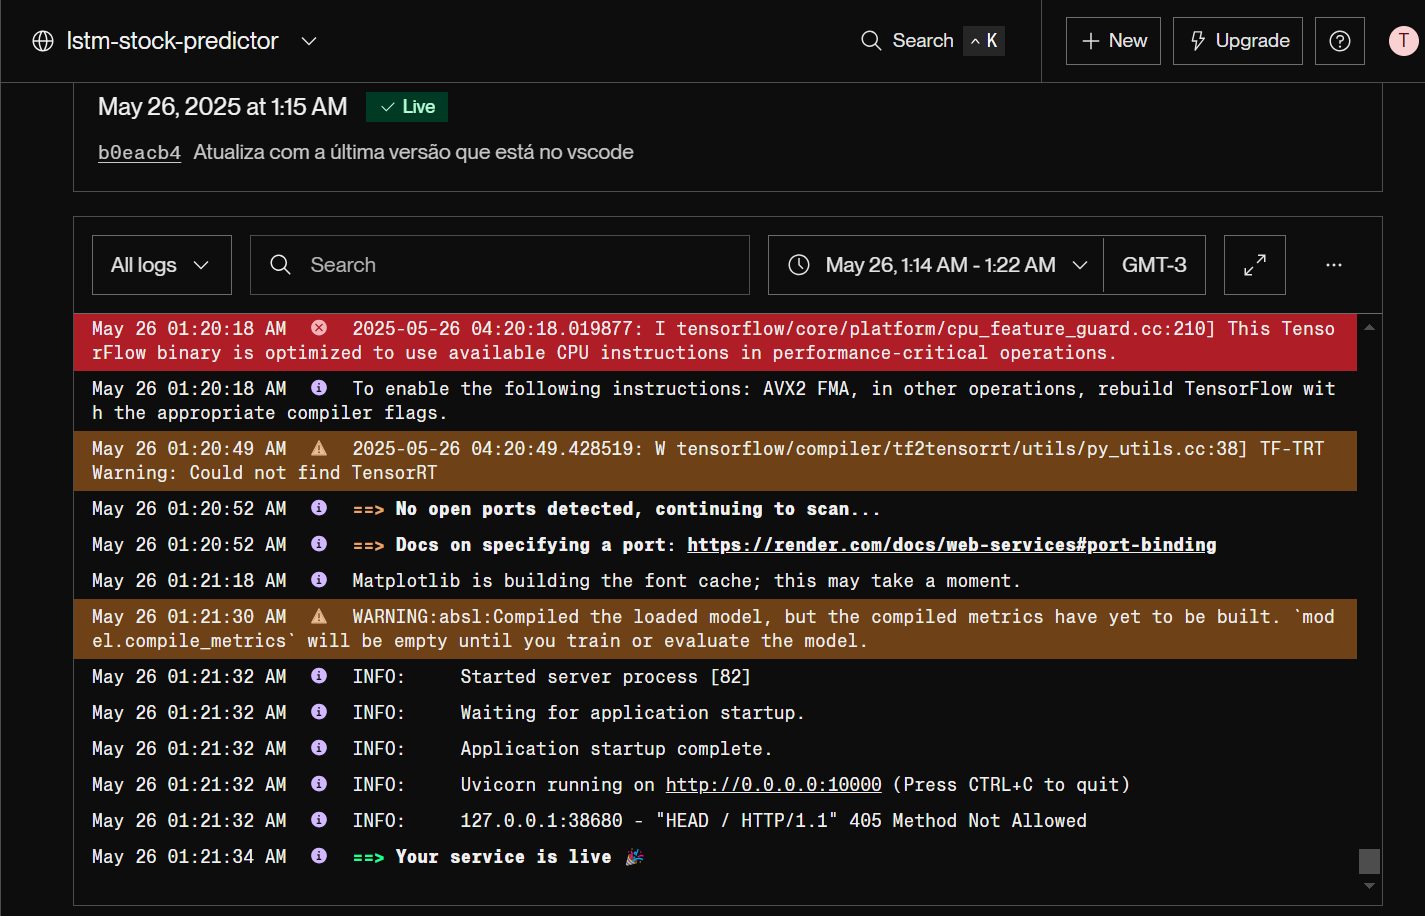 lstm-stock-predictor
Search
^ K
+ New
Upgrade
?
T
May 26, 2025 at 1:15 AM
✓ Live
b0eacb4 Atualiza com a última versão que está no vscode
All logs
Search
May 26, 1:14 AM - 1:22 AM
GMT-3
...
May 26 01:20:18 AM 2025-05-26 04:20:18.019877: I tensorflow/core/platform/cpu_feature_guard.cc:210] This Tenso
rFlow binary is optimized to use available CPU instructions in performance-critical operations.
May 26 01:20:18 AM To enable the following instructions: AVX2 FMA, in other operations, rebuild TensorFlow wit
h the appropriate compiler flags.
May 26 01:20:49 AM 2025-05-26 04:20:49.428519: W tensorflow/compiler/tf2tensorrt/utils/py_utils.cc:38] TF-TRT
Warning: Could not find TensorRT
May 26 01:20:52 AM ==> No open ports detected, continuing to scan...
May 26 01:20:52 AM ==> Docs on specifying a port: https://render.com/docs/web-services#port-binding
May 26 01:21:18 AM Matplotlib is building the font cache; this may take a moment.
May 26 01:21:30 AM WARNING:absl:Compiled the loaded model, but the compiled metrics have yet to be built. `mod
el.compile_metrics` will be empty until you train or evaluate the model.
May 26 01:21:32 AM INFO: Started server process [82]
May 26 01:21:32 AM INFO: Waiting for application startup.
May 26 01:21:32 AM INFO: Application startup complete.
May 26 01:21:32 AM INFO: Uvicorn running on http://0.0.0.0:10000 (Press CTRL+C to quit)
May 26 01:21:32 AM INFO: 127.0.0.1:38680 - "HEAD / HTTP/1.1" 405 Method Not Allowed
May 26 01:21:34 AM ==> Your service is live 🎉